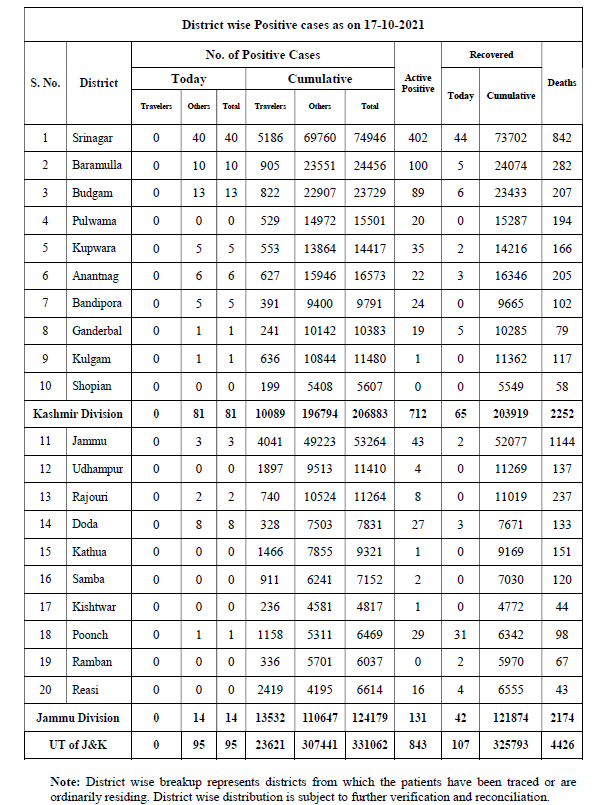 District wise Positive cases as on 17-10-2021
S. No. District No. of Positive Cases Active Positive Recovered Deaths
Today Cumulative Today Cumulative
Travelers Others Total Travelers Others Total
1 Srinagar 0 40 40 5186 69760 74946 402 44 73702 842
2 Baramulla 0 10 10 905 23551 24456 100 5 24074 282
3 Budgam 0 13 13 822 22907 23729 89 6 23433 207
4 Pulwama 0 0 0 529 14972 15501 20 0 15287 194
5 Kupwara 0 5 5 553 13864 14417 35 2 14216 166
6 Anantnag 0 6 6 627 15946 16573 22 3 16346 205
7 Bandipora 0 5 5 391 9400 9791 24 0 9665 102
8 Ganderbal 0 1 1 241 10142 10383 19 5 10285 79
9 Kulgam 0 1 1 636 10844 11480 1 0 11362 117
10 Shopian 0 0 0 199 5408 5607 0 0 5549 58
Kashmir Division 0 81 81 10089 196794 206883 712 65 203919 2252
11 Jammu 0 3 3 4041 49223 53264 43 2 52077 1144
12 Udhampur 0 0 0 1897 9513 11410 4 0 11269 137
13 Rajouri 0 2 2 740 10524 11264 8 0 11019 237
14 Doda 0 8 8 328 7503 7831 27 3 7671 133
15 Kathua 0 0 0 1466 7855 9321 1 0 9169 151
16 Samba 0 0 0 911 6241 7152 2 0 7030 120
17 Kishtwar 0 0 0 236 4581 4817 1 0 4772 44
18 Poonch 0 1 1 1158 5311 6469 29 31 6342 98
19 Ramban 0 0 0 336 5701 6037 0 2 5970 67
20 Reasi 0 0 0 2419 4195 6614 16 4 6555 43
Jammu Division 0 14 14 13532 110647 124179 131 42 121874 2174
UT of J&K 0 95 95 23621 307441 331062 843 107 325793 4426
Note: District wise breakup represents districts from which the patients have been traced or are
ordinarily residing. District wise distribution is subject to further verification and reconciliation.